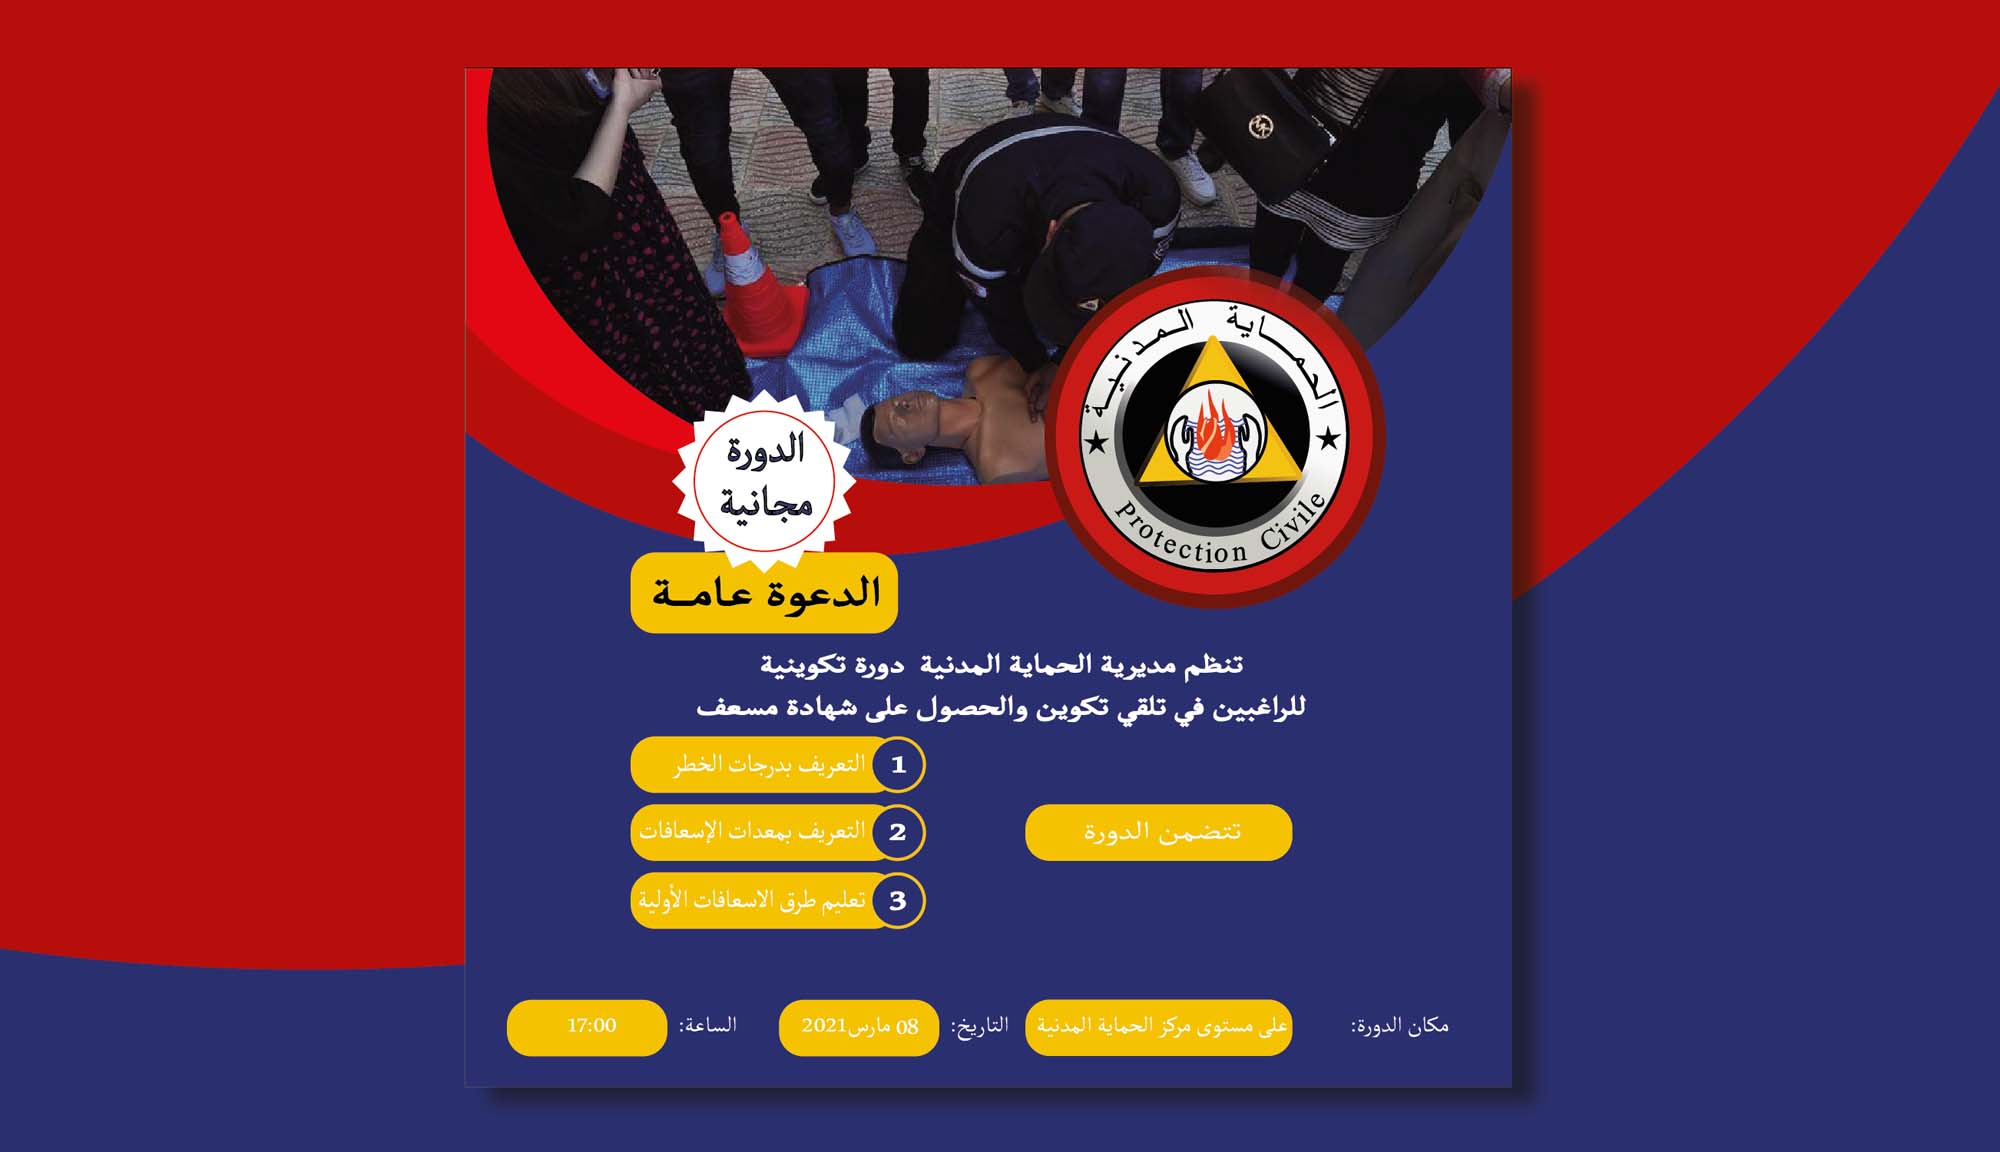 الحماية المدنية
Protection Civile
الدورة
مجانية
الدعوة عامـة
تنظم مديرية الحماية المدنية دورة تكوينية
للراغبين في تلقي تكوين والحصول على شهادة مسعف
تتضمن الدورة
1 التعريف بدرجات الخطر
2 التعريف بمعدات الإسعافات
3 تعليم طرق الاسعافات الأولية
مكان الدورة: على مستوى مركز الحماية المدنية التاريخ: 08 مارس2021 الساعة: 17:00